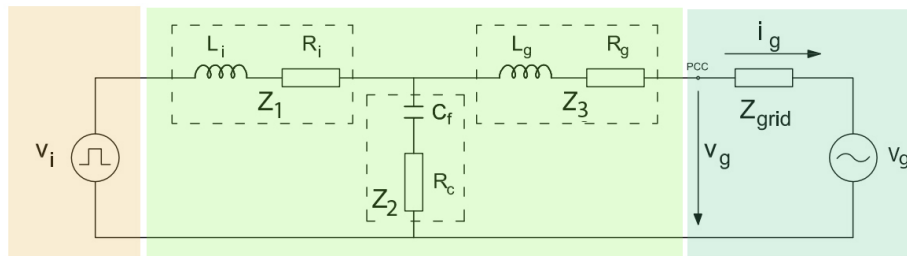 L_i R_i
Z_1
L_g R_g
Z_3
PCC
i_g
Z_grid
C_f
R_c
Z_2
v_i
v_g
v_g